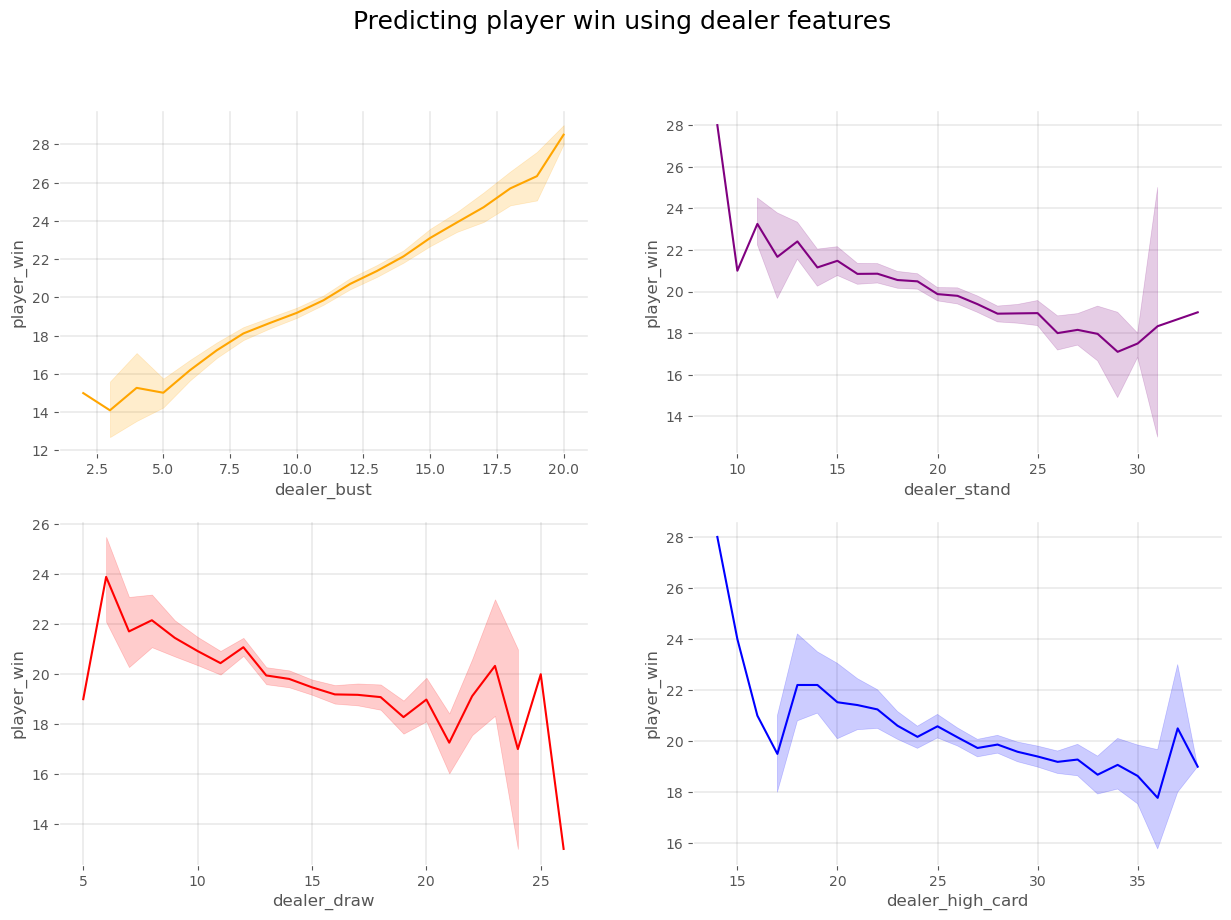 Predicting player win using dealer features
28
26
24
22
20
18
16
14
12
player_win
2.5 5.0 7.5 10.0 12.5 15.0 17.5 20.0
dealer_bust
28
26
24
22
20
18
16
14
player_win
10 15 20 25 30
dealer_stand
26
24
22
20
18
16
14
player_win
5 10 15 20 25
dealer_draw
28
26
24
22
20
18
16
player_win
15 20 25 30 35
dealer_high_card